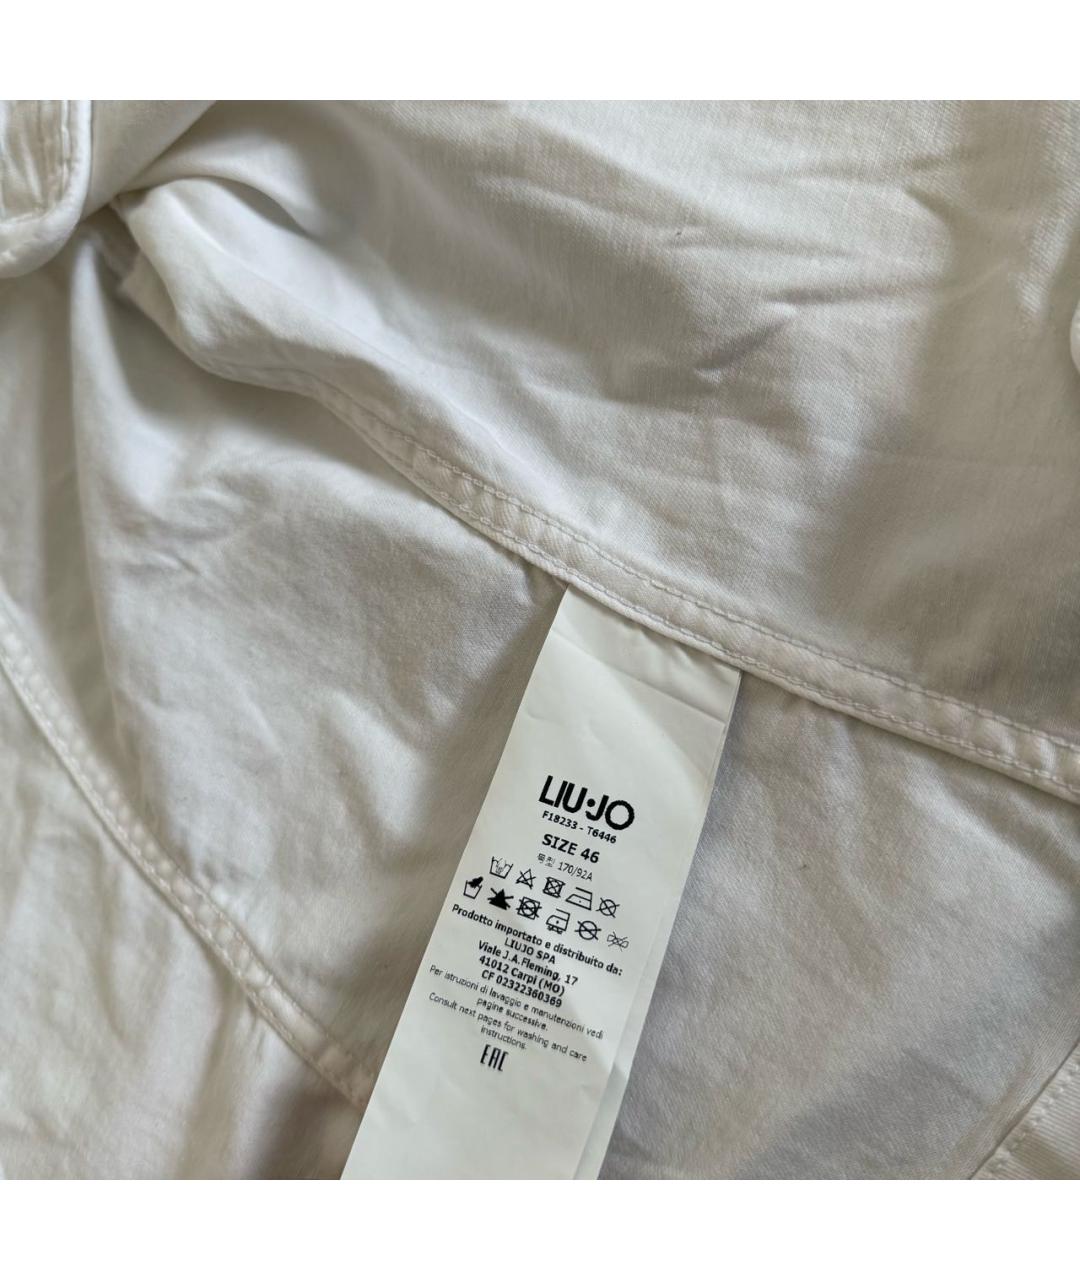 LIU·JO
F18233 - T6446
SIZE 46
号型 170/92A
Prodotto importato e distribuito da:
LIUJO SPA
Viale J.A.Fleming, 17
41012 Carpi (MO)
CF 02322360369
Per istruzioni di lavaggio e manutenzioni vedi
pagine successive.
Consult next pages for washing and care
instructions.
EAC